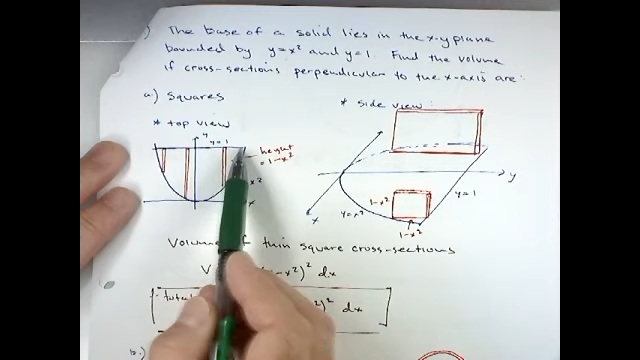 ) The base of a solid lies in the x-y plane
bounded by y = x² and y = 1. Find the volume
if cross-sections perpendicular to the x-axis are:
a.) Squares
* top view
* side view:
y
y = 1
height
= 1-x²
x²
x
y
1-x²
y = 1
x
y = x²
1-x²
Volume of thin square cross-sections
V x²)² dx
total ²)² dx
b.)